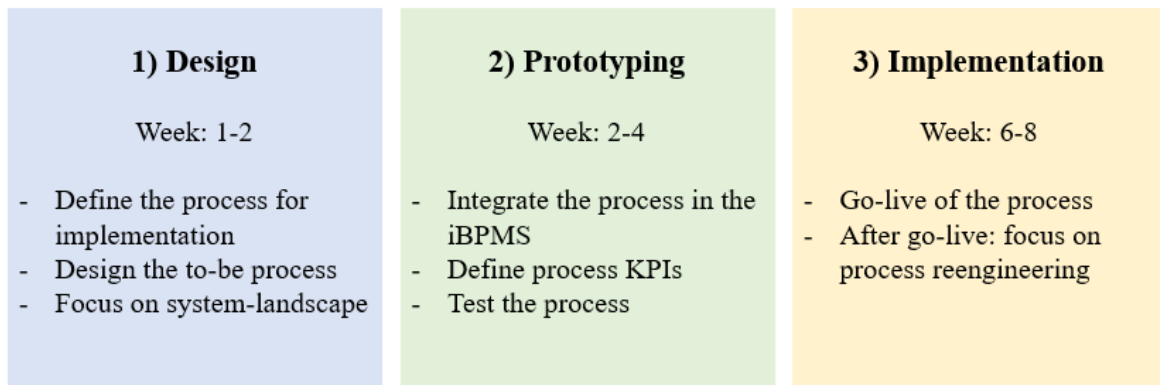 1) Design
Week: 1-2
- Define the process for
implementation
- Design the to-be process
- Focus on system-landscape
2) Prototyping
Week: 2-4
- Integrate the process in the
iBPMS
- Define process KPIs
- Test the process
3) Implementation
Week: 6-8
- Go-live of the process
- After go-live: focus on
process reengineering